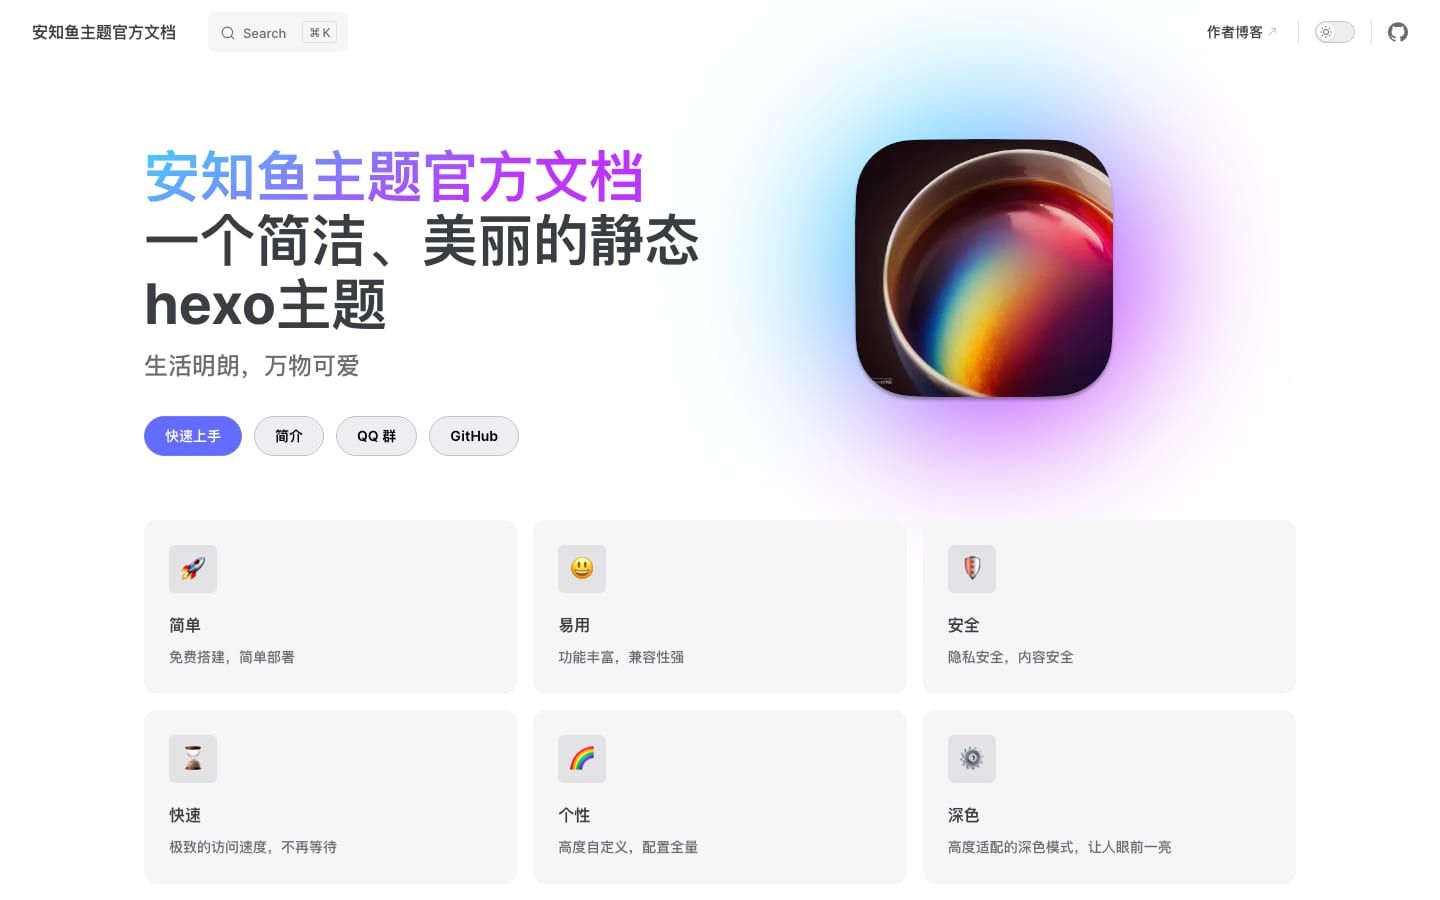 安知鱼主题官方文档
Search
⌘ K
作者博客
安知鱼主题官方文档
一个简洁、美丽的静态
hexo主题
生活明朗，万物可爱
快速上手
简介
QQ 群
GitHub
简单
免费搭建，简单部署
易用
功能丰富，兼容性强
安全
隐私安全，内容安全
快速
极致的访问速度，不再等待
个性
高度自定义，配置全量
深色
高度适配的深色模式，让人眼前一亮